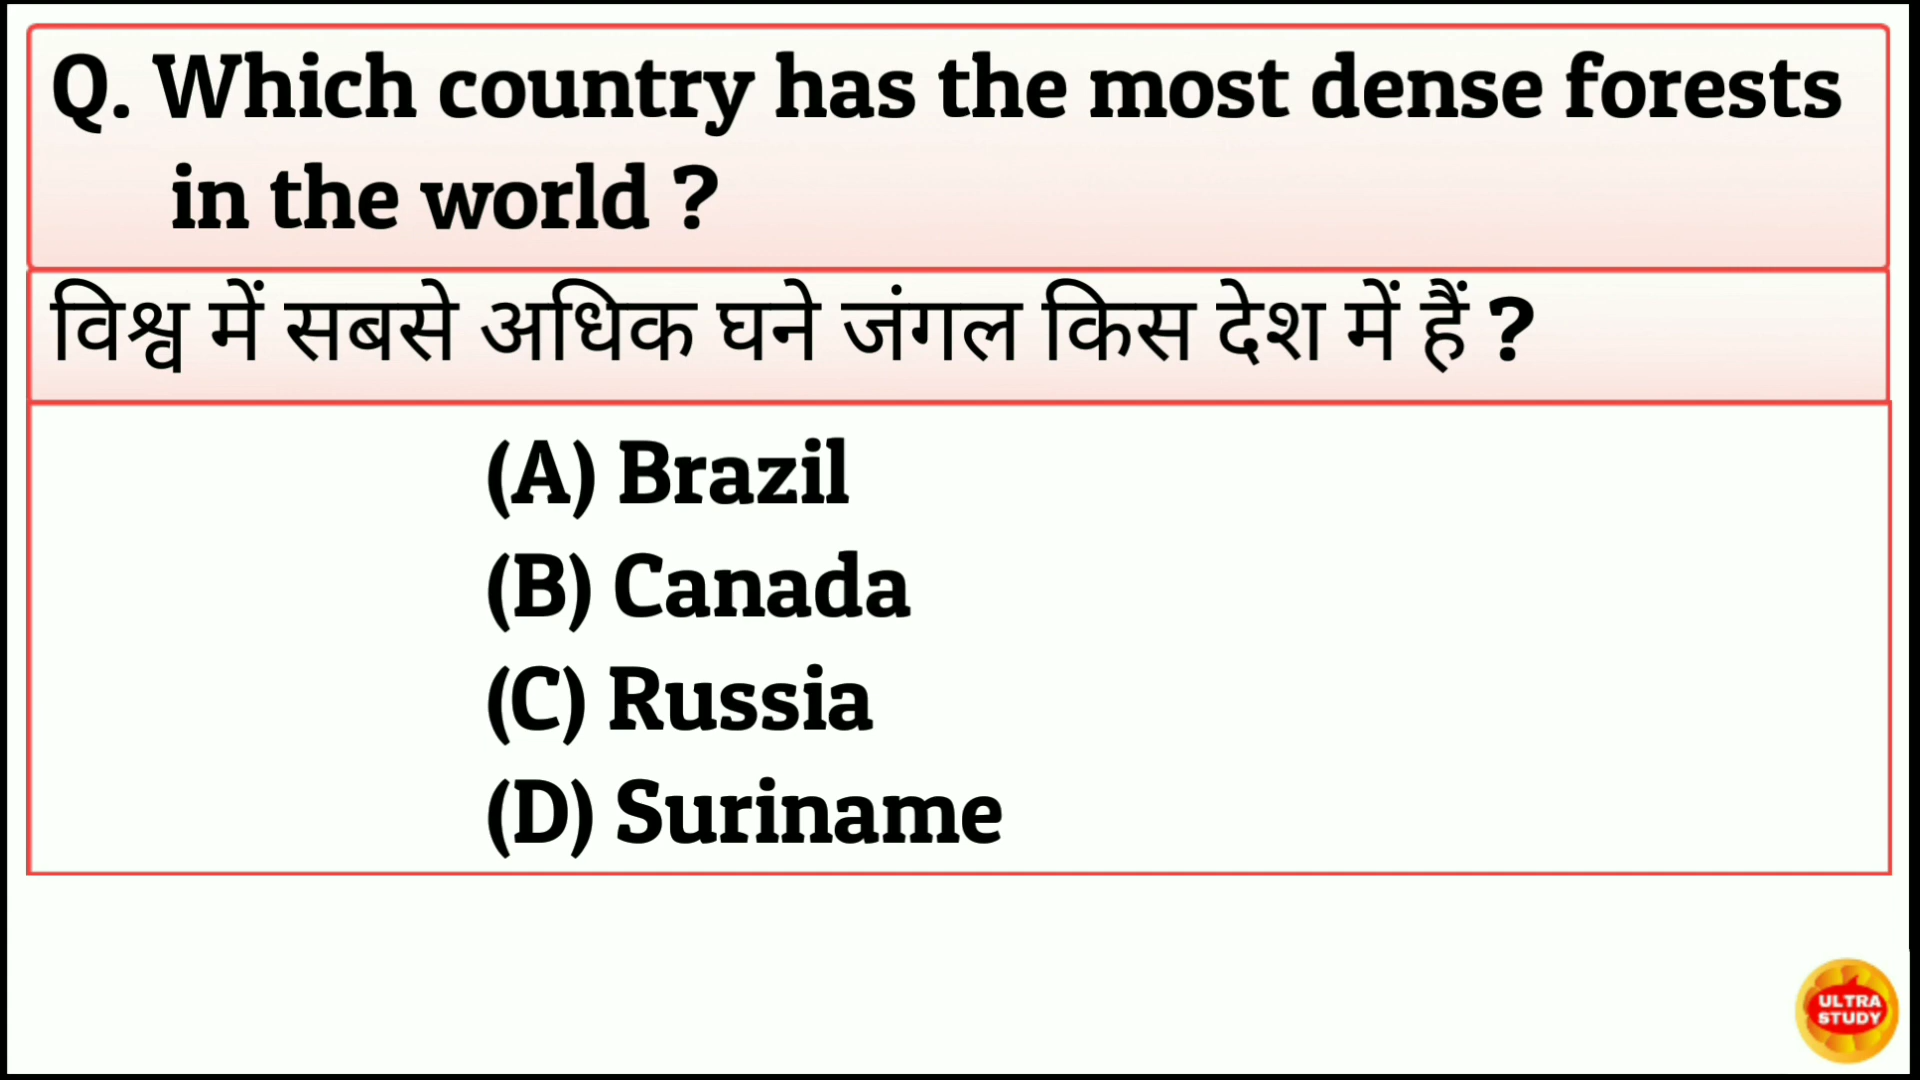 Q. Which country has the most dense forests
in the world ?
विश्व में सबसे अधिक घने जंगल किस देश में हैं ?
(A) Brazil
(B) Canada
(C) Russia
(D) Suriname
ULTRA
STUDY